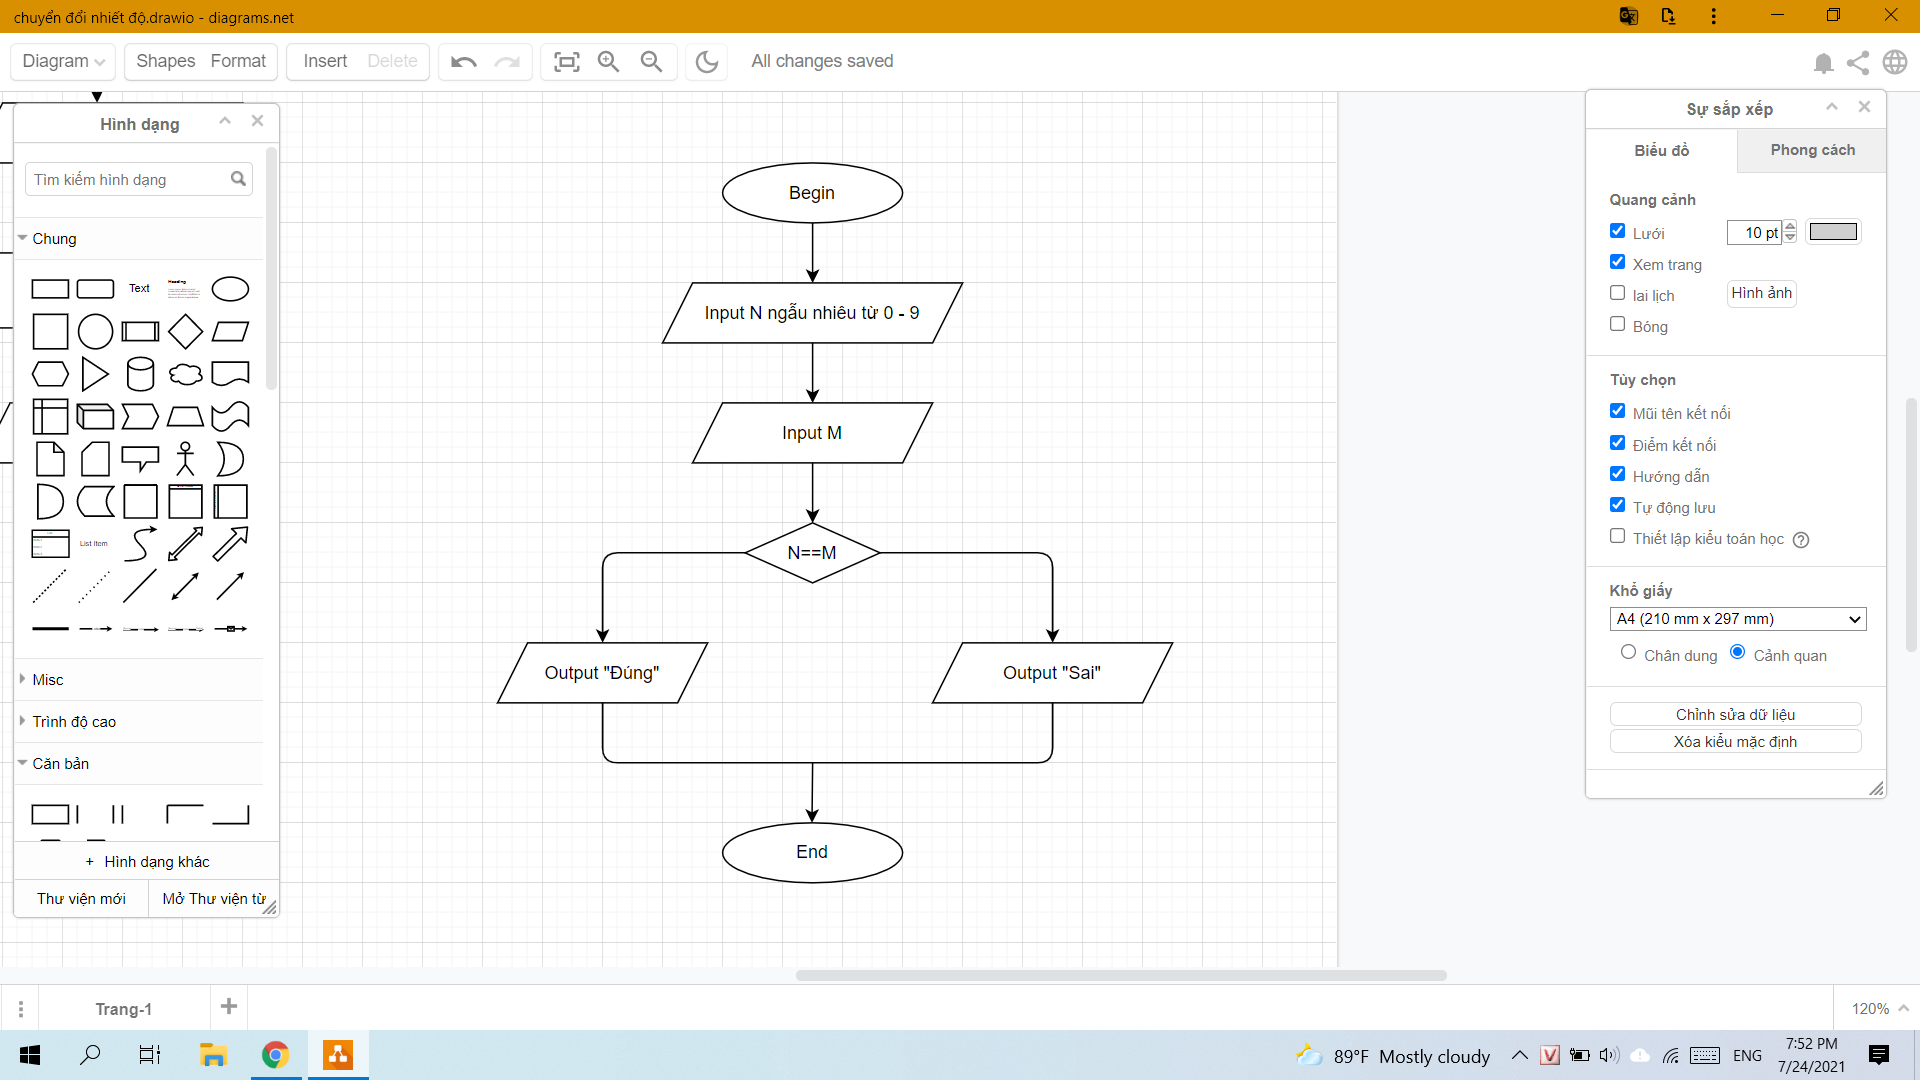 chuyển đổi nhiết độ.drawio - diagrams.net
Diagram
Shapes Format
Insert Delete
All changes saved
Hình dạng
Tìm kiếm hình dạng
Chung
Text
Heading
List Item
Misc
Trình độ cao
Căn bản
+ Hình dạng khác
Thư viện mới
Mở Thư viện từ
Begin
Input N ngẫu nhiêu từ 0 - 9
Input M
N==M
Output "Đúng"
Output "Sai"
End
Sự sắp xếp
Biểu đồ
Phong cách
Quang cảnh
Lưới
10 pt
Xem trang
lai lịch
Hình ảnh
Bóng
Tùy chọn
Mũi tên kết nối
Điểm kết nối
Hướng dẫn
Tự động lưu
Thiết lập kiểu toán học
Khổ giấy
A4 (210 mm x 297 mm)
Chân dung
Cảnh quan
Chỉnh sửa dữ liệu
Xóa kiểu mặc định
Trang-1
120%
89°F Mostly cloudy
ENG
7:52 PM
7/24/2021